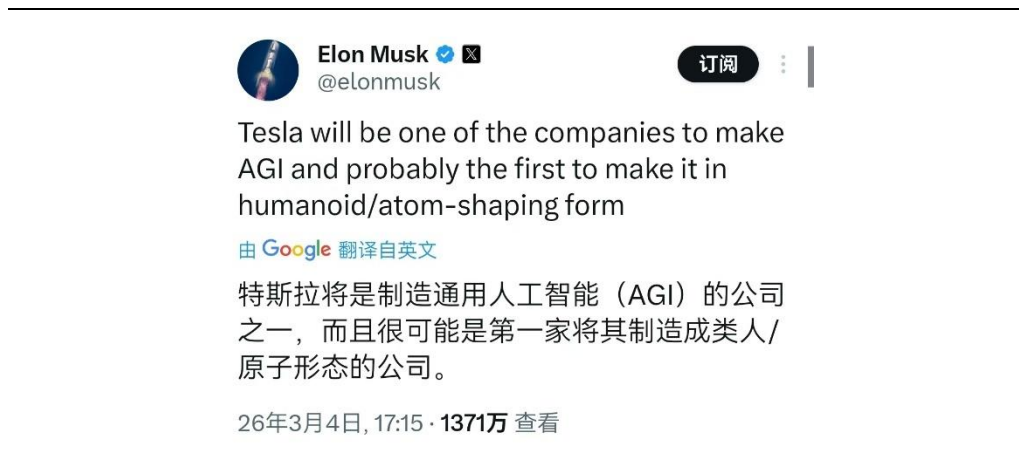 Elon Musk
订阅
@elonmusk
Tesla will be one of the companies to make
AGI and probably the first to make it in
humanoid/atom-shaping form
由 Google 翻译自英文
特斯拉将是制造通用人工智能（AGI）的公司
之一，而且很可能是第一家将其制造成类人/
原子形态的公司。
26年3月4日, 17:15 · 1371万 查看